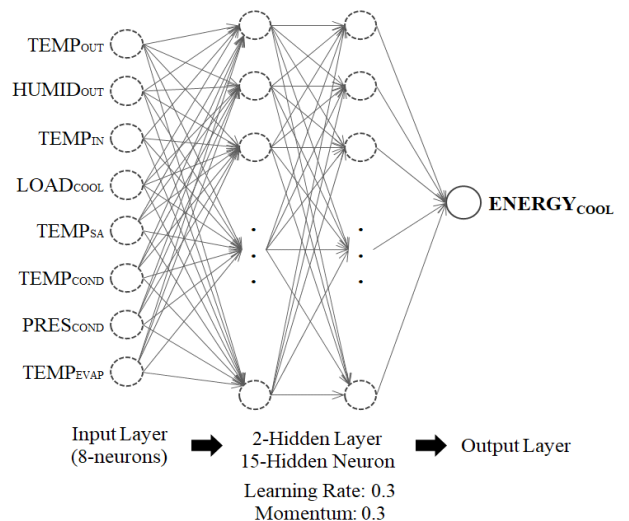 TEMPOUT
HUMIDOUT
TEMPIN
LOADCOOL
TEMPSA
TEMPCOND
PRESCOND
TEMPEVAP
ENERGYCOOL
Input Layer
(8-neurons)
2-Hidden Layer
15-Hidden Neuron
Learning Rate: 0.3
Momentum: 0.3
Output Layer